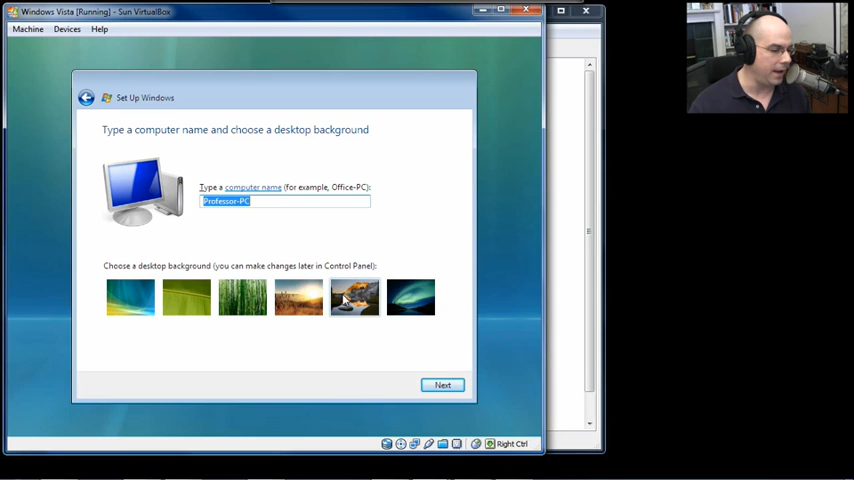 Windows Vista [Running] - Sun VirtualBox
Machine Devices Help
Set Up Windows
Type a computer name and choose a desktop background
Type a computer name (for example, Office-PC):
Professor-PC
Choose a desktop background (you can make changes later in Control Panel):
Next
Right Ctrl